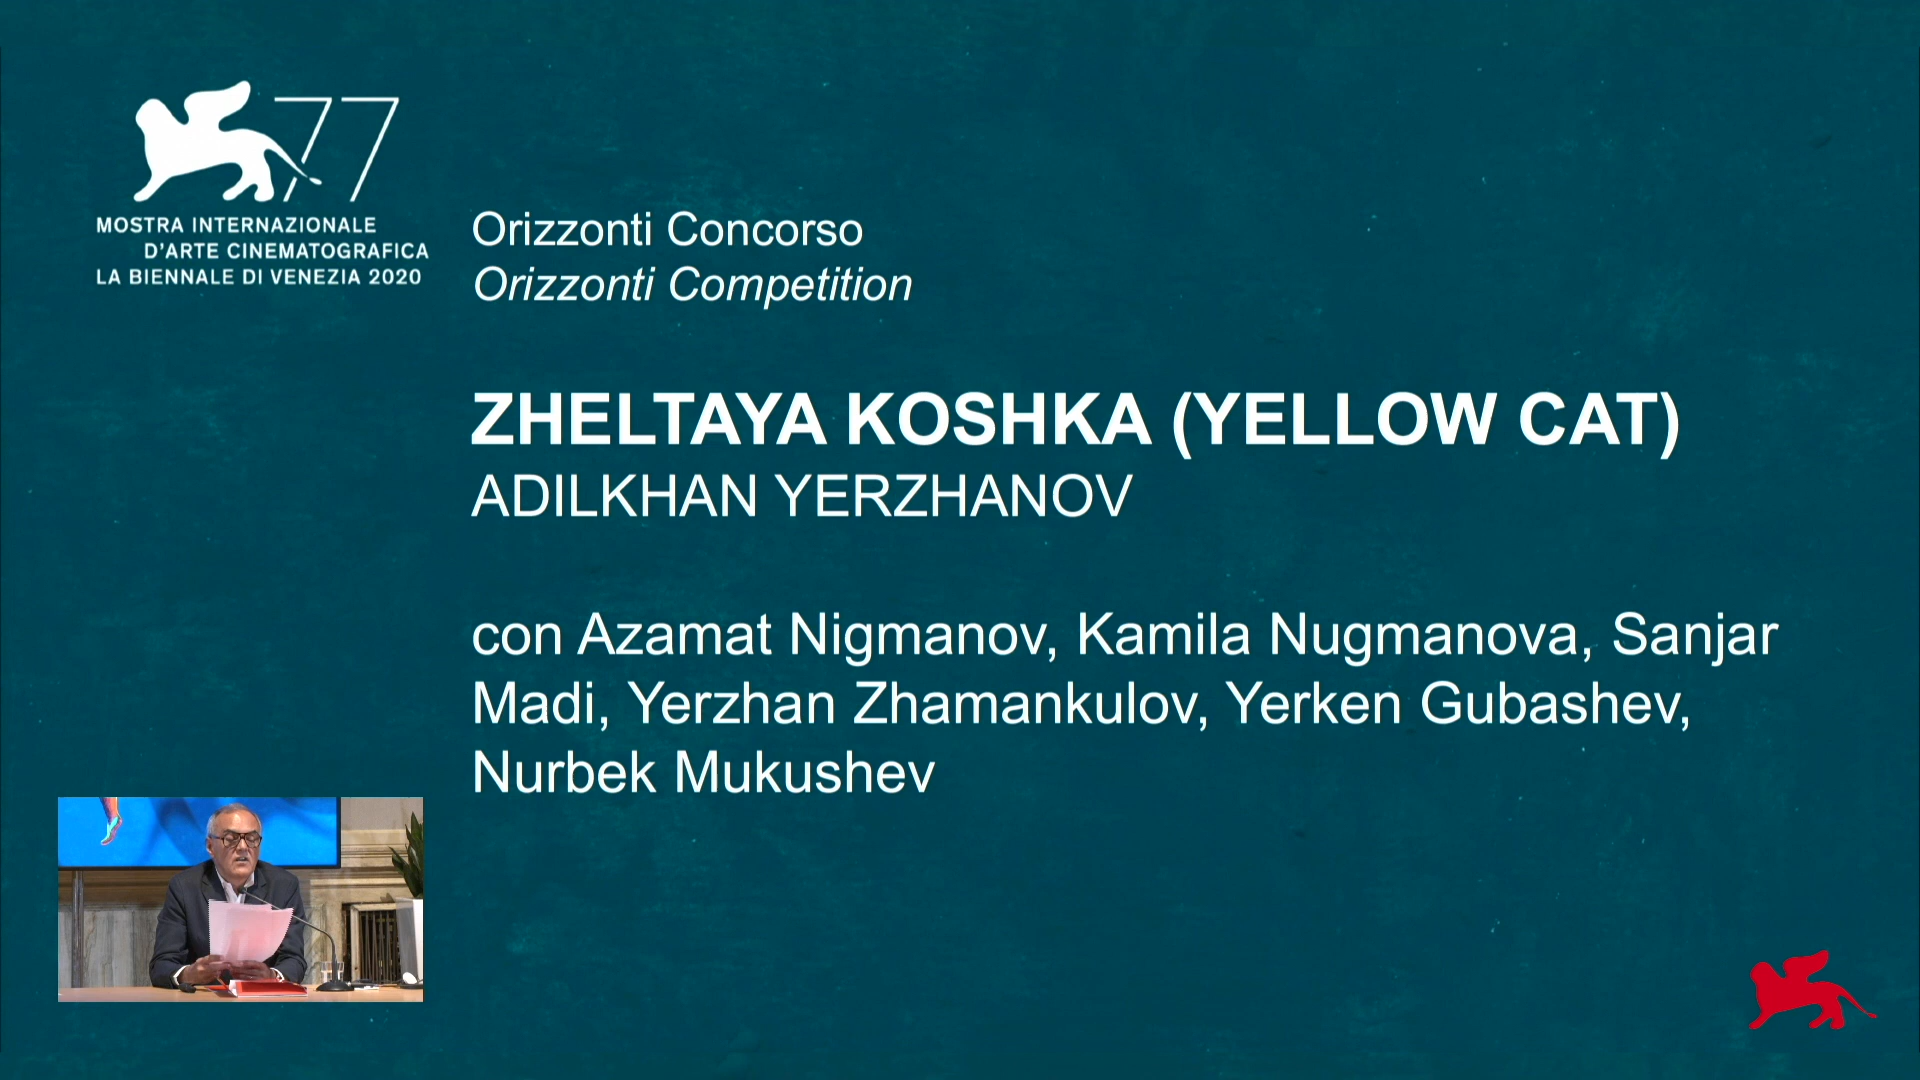 77
MOSTRA INTERNAZIONALE
D'ARTE CINEMATOGRAFICA
LA BIENNALE DI VENEZIA 2020
Orizzonti Concorso
Orizzonti Competition
ZHELTAYA KOSHKA (YELLOW CAT)
ADILKHAN YERZHANOV
con Azamat Nigmanov, Kamila Nugmanova, Sanjar
Madi, Yerzhan Zhamankulov, Yerken Gubashev,
Nurbek Mukushev